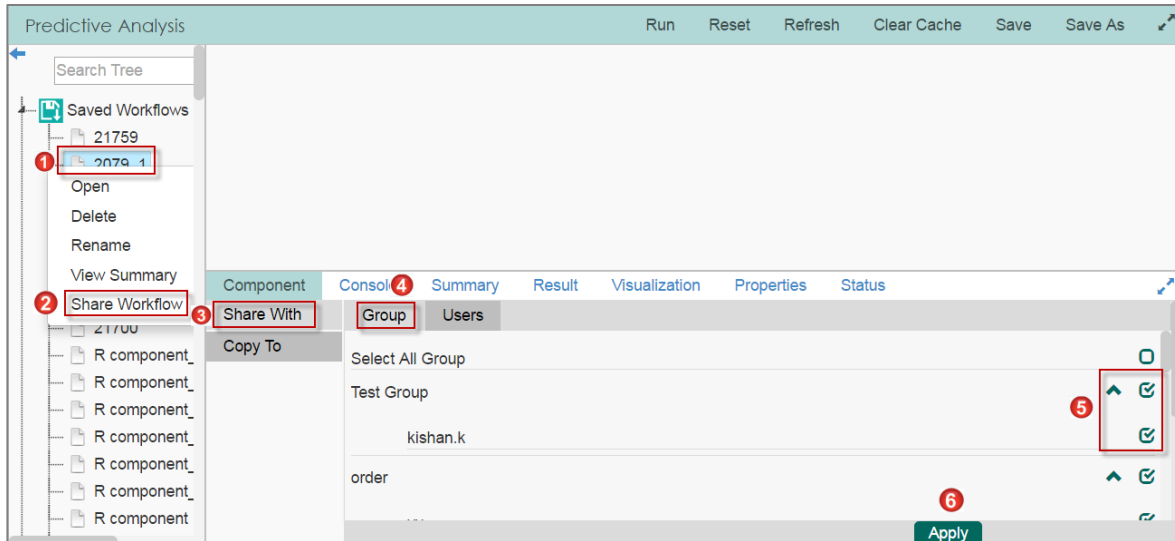 Predictive Analysis Run Reset Refresh Clear Cache Save Save As
Search Tree
Saved Workflows
21759
1 2079_1
Open
Delete
Rename
View Summary
2 Share Workflow
21700
R component_
R component_
R component_
R component_
R component_
R component_
R component
Component Console 4 Summary Result Visualization Properties Status
3 Share With Group Users
Copy To
Select All Group
Test Group
5
kishan.k
order
6
Apply